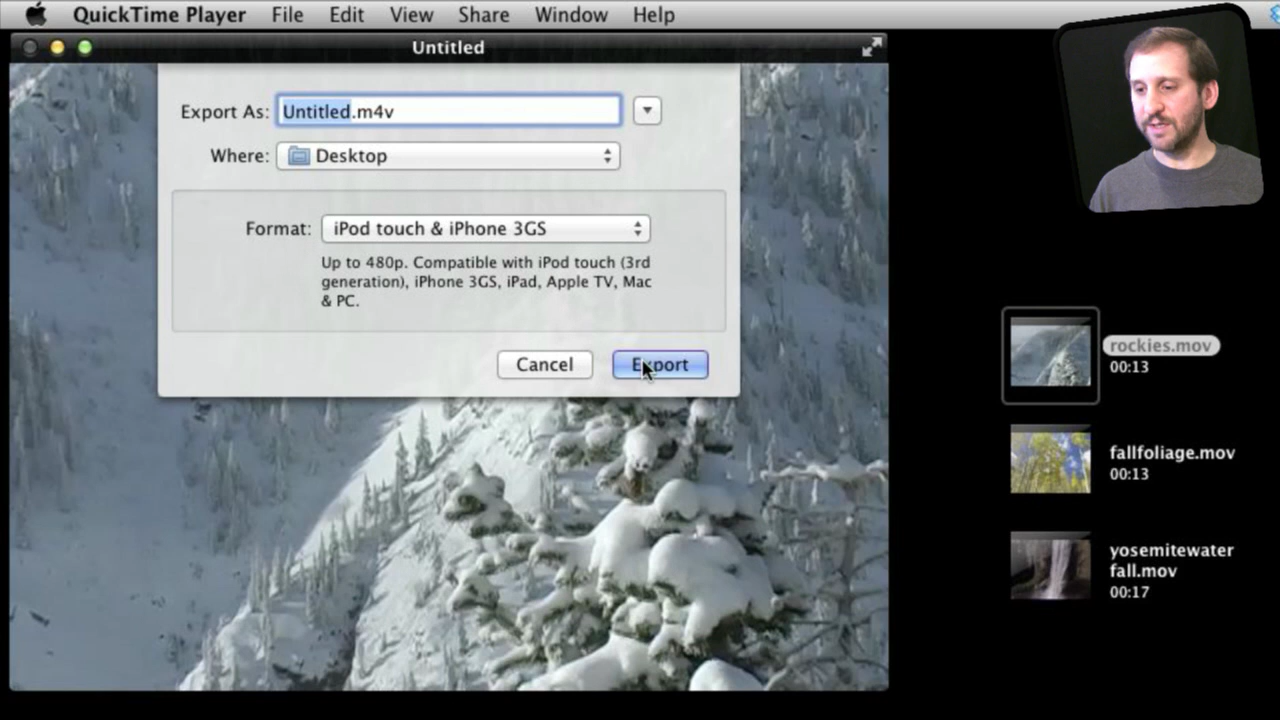 QuickTime Player File Edit View Share Window Help
Untitled
Export As: Untitled.m4v
Where: Desktop
Format: iPod touch & iPhone 3GS
Up to 480p. Compatible with iPod touch (3rd
generation), iPhone 3GS, iPad, Apple TV, Mac
& PC.
Cancel Export
rockies.mov
00:13
fallfoliage.mov
00:13
yosemitewater
fall.mov
00:17